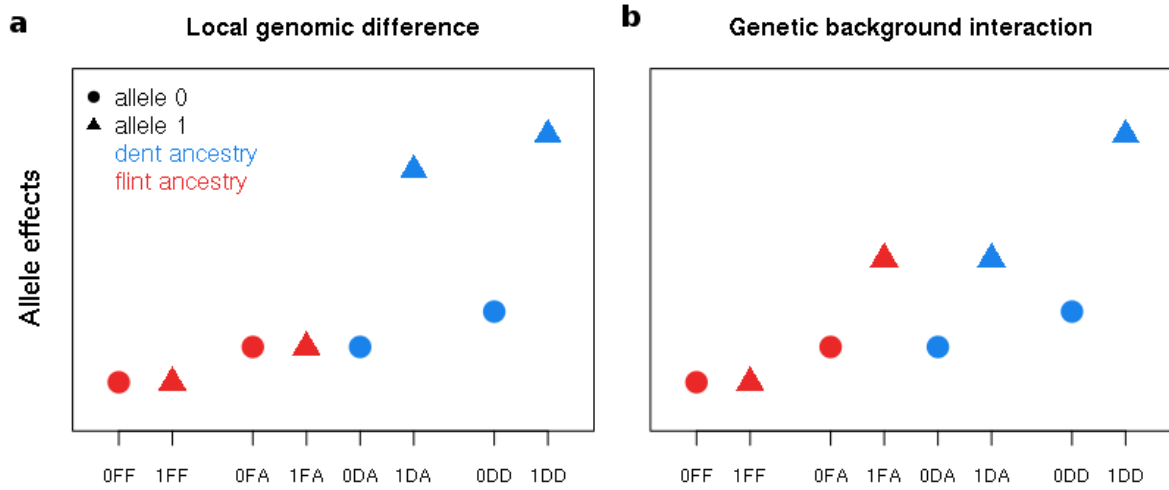 a
Local genomic difference
allele 0
allele 1
dent ancestry
flint ancestry
Allele effects
0FF 1FF 0FA 1FA 0DA 1DA 0DD 1DD
b
Genetic background interaction
0FF 1FF 0FA 1FA 0DA 1DA 0DD 1DD